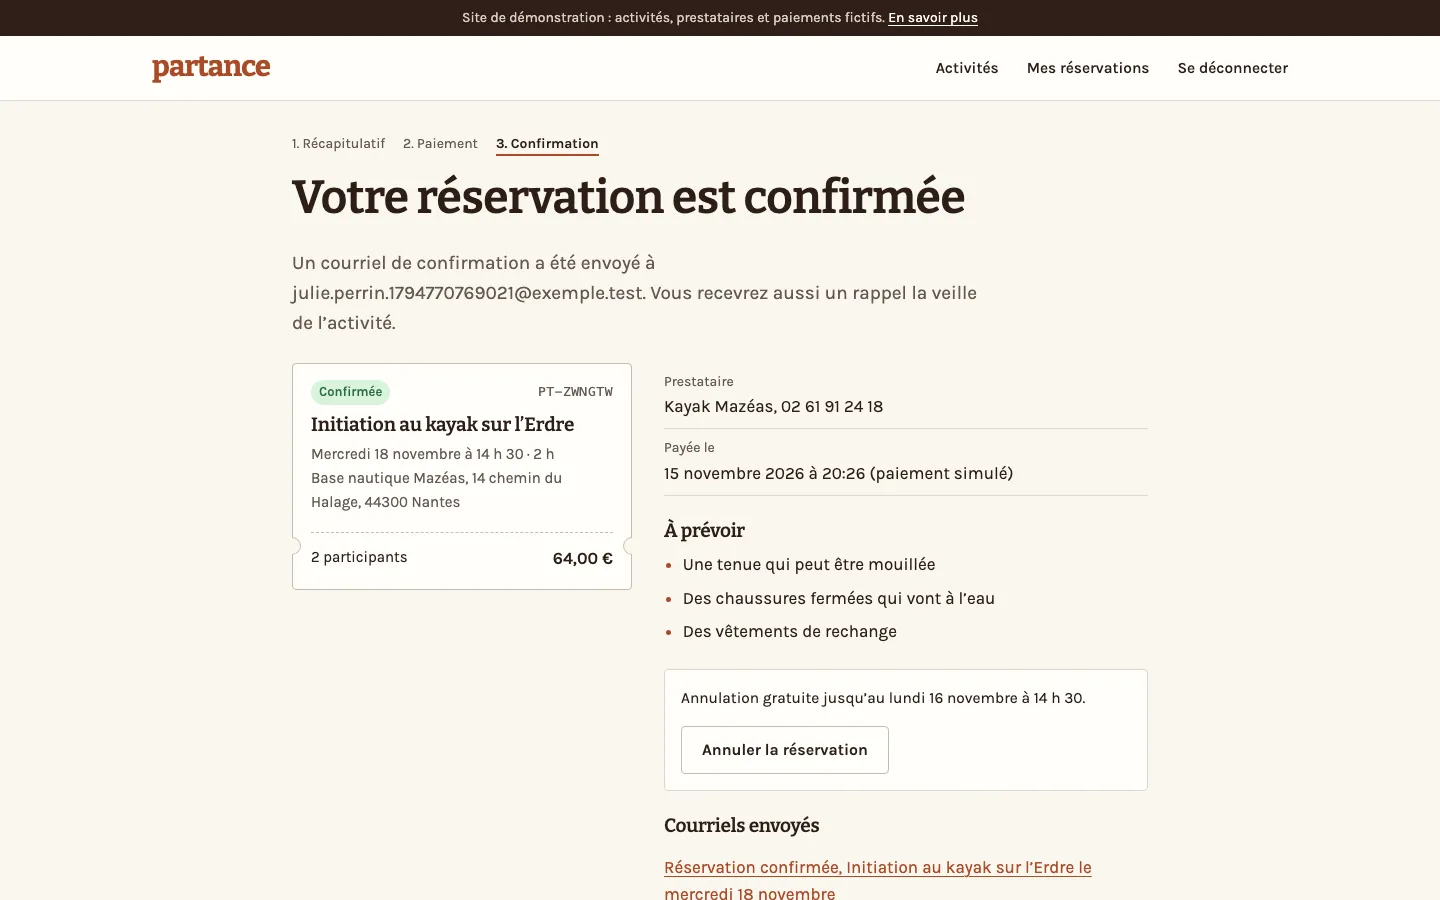 Site de démonstration : activités, prestataires et paiements fictifs. En savoir plus
partance
Activités
Mes réservations
Se déconnecter
1. Récapitulatif
2. Paiement
3. Confirmation
Votre réservation est confirmée
Un courriel de confirmation a été envoyé à
julie.perrin.1794770769021@exemple.test. Vous recevrez aussi un rappel la veille
de l’activité.
Confirmée
PT-ZWNGTW
Initiation au kayak sur l’Erdre
Mercredi 18 novembre à 14 h 30 · 2 h
Base nautique Mazéas, 14 chemin du
Halage, 44300 Nantes
2 participants
64,00 €
Prestataire
Kayak Mazéas, 02 61 91 24 18
Payée le
15 novembre 2026 à 20:26 (paiement simulé)
À prévoir
Une tenue qui peut être mouillée
Des chaussures fermées qui vont à l’eau
Des vêtements de rechange
Annulation gratuite jusqu’au lundi 16 novembre à 14 h 30.
Annuler la réservation
Courriels envoyés
Réservation confirmée, Initiation au kayak sur l’Erdre le
mercredi 18 novembre